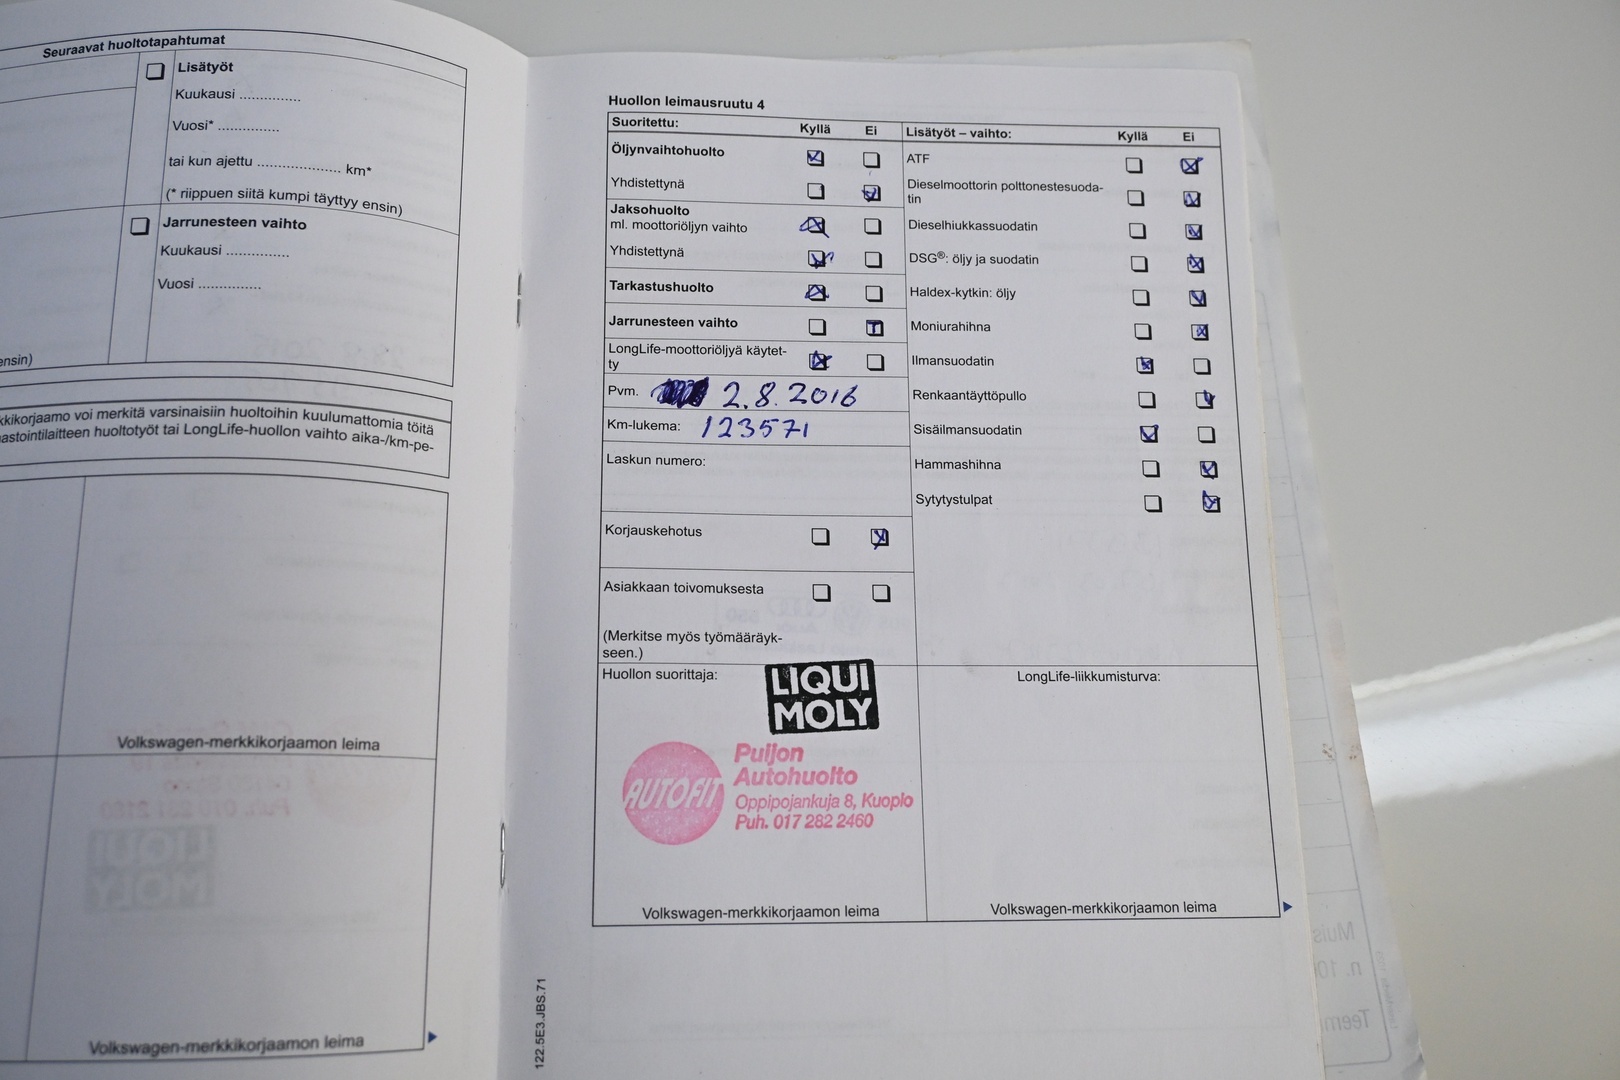 Seuraavat huoltotapahtumat
Lisätyöt
Kuukausi ...............
Vuosi* ...............
tai kun ajettu ..................... km*
(* riippuen siitä kumpi täyttyy ensin)
Jarrunesteen vaihto
Kuukausi ...............
Vuosi ...............
ensin)
kkikorjaamo voi merkitä varsinaisiin huoltoihin kuulumattomia töitä
astointilaitteen huoltotyöt tai LongLife-huollon vaihto aika-/km-pe-
Volkswagen-merkkikorjaamon leima
Volkswagen-merkkikorjaamon leima
Huollon leimausruutu 4
Suoritettu: Kyllä Ei
Öljynvaihtohuolto
Yhdistettynä
Jaksohuolto
ml. moottoriöljyn vaihto
Yhdistettynä
Tarkastushuolto
Jarrunesteen vaihto
LongLife-moottoriöljyä käytet-
ty
Pvm. 2.8.2016
Km-lukema: 123571
Laskun numero:
Korjauskehotus
Asiakkaan toivomuksesta
(Merkitse myös työmääräyk-
seen.)
Lisätyöt – vaihto: Kyllä Ei
ATF
Dieselmoottorin polttonestesuoda-
tin
Dieselhiukkassuodatin
DSG®: öljy ja suodatin
Haldex-kytkin: öljy
Moniurahihna
Ilmansuodatin
Renkaantäyttöpullo
Sisäilmansuodatin
Hammashihna
Sytytystulpat
Huollon suorittaja:
LIQUI
MOLY
AUTOFIT
Puijon
Autohuolto
Oppipojankuja 8, Kuopio
Puh. 017 282 2460
Volkswagen-merkkikorjaamon leima
LongLife-liikkumisturva:
Volkswagen-merkkikorjaamon leima
122.5E3.JBS.71